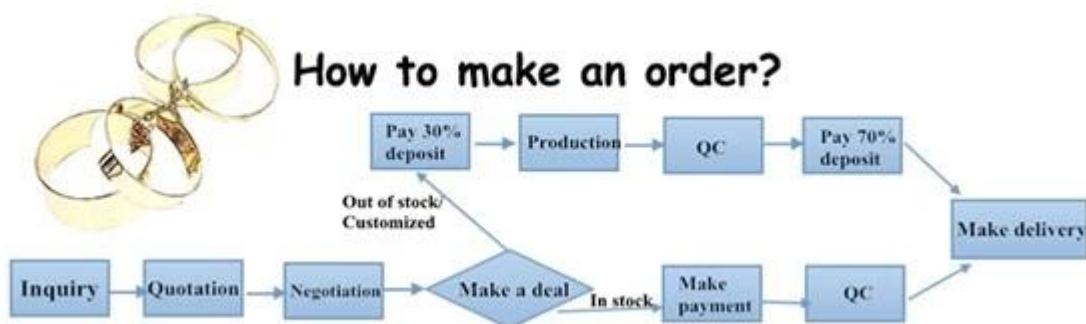 How to make an order?
Pay 30%
deposit
Production
QC
Pay 70%
deposit
Out of stock/
Customized
Make delivery
Inquiry
Quotation
Negotiation
Make a deal
In stock
Make
payment
QC